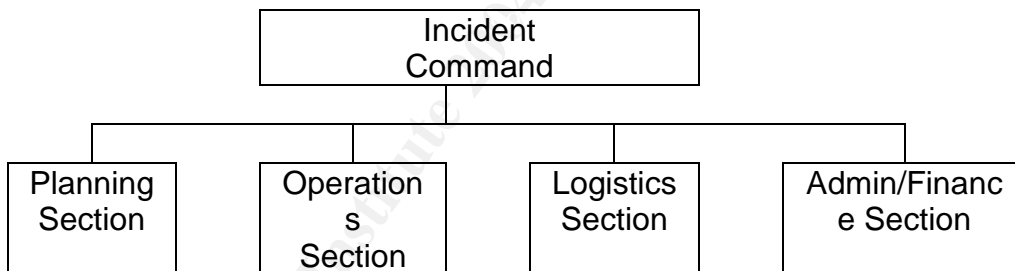 Incident
Command
Planning
Section
Operation
s
Section
Logistics
Section
Admin/Financ
e Section